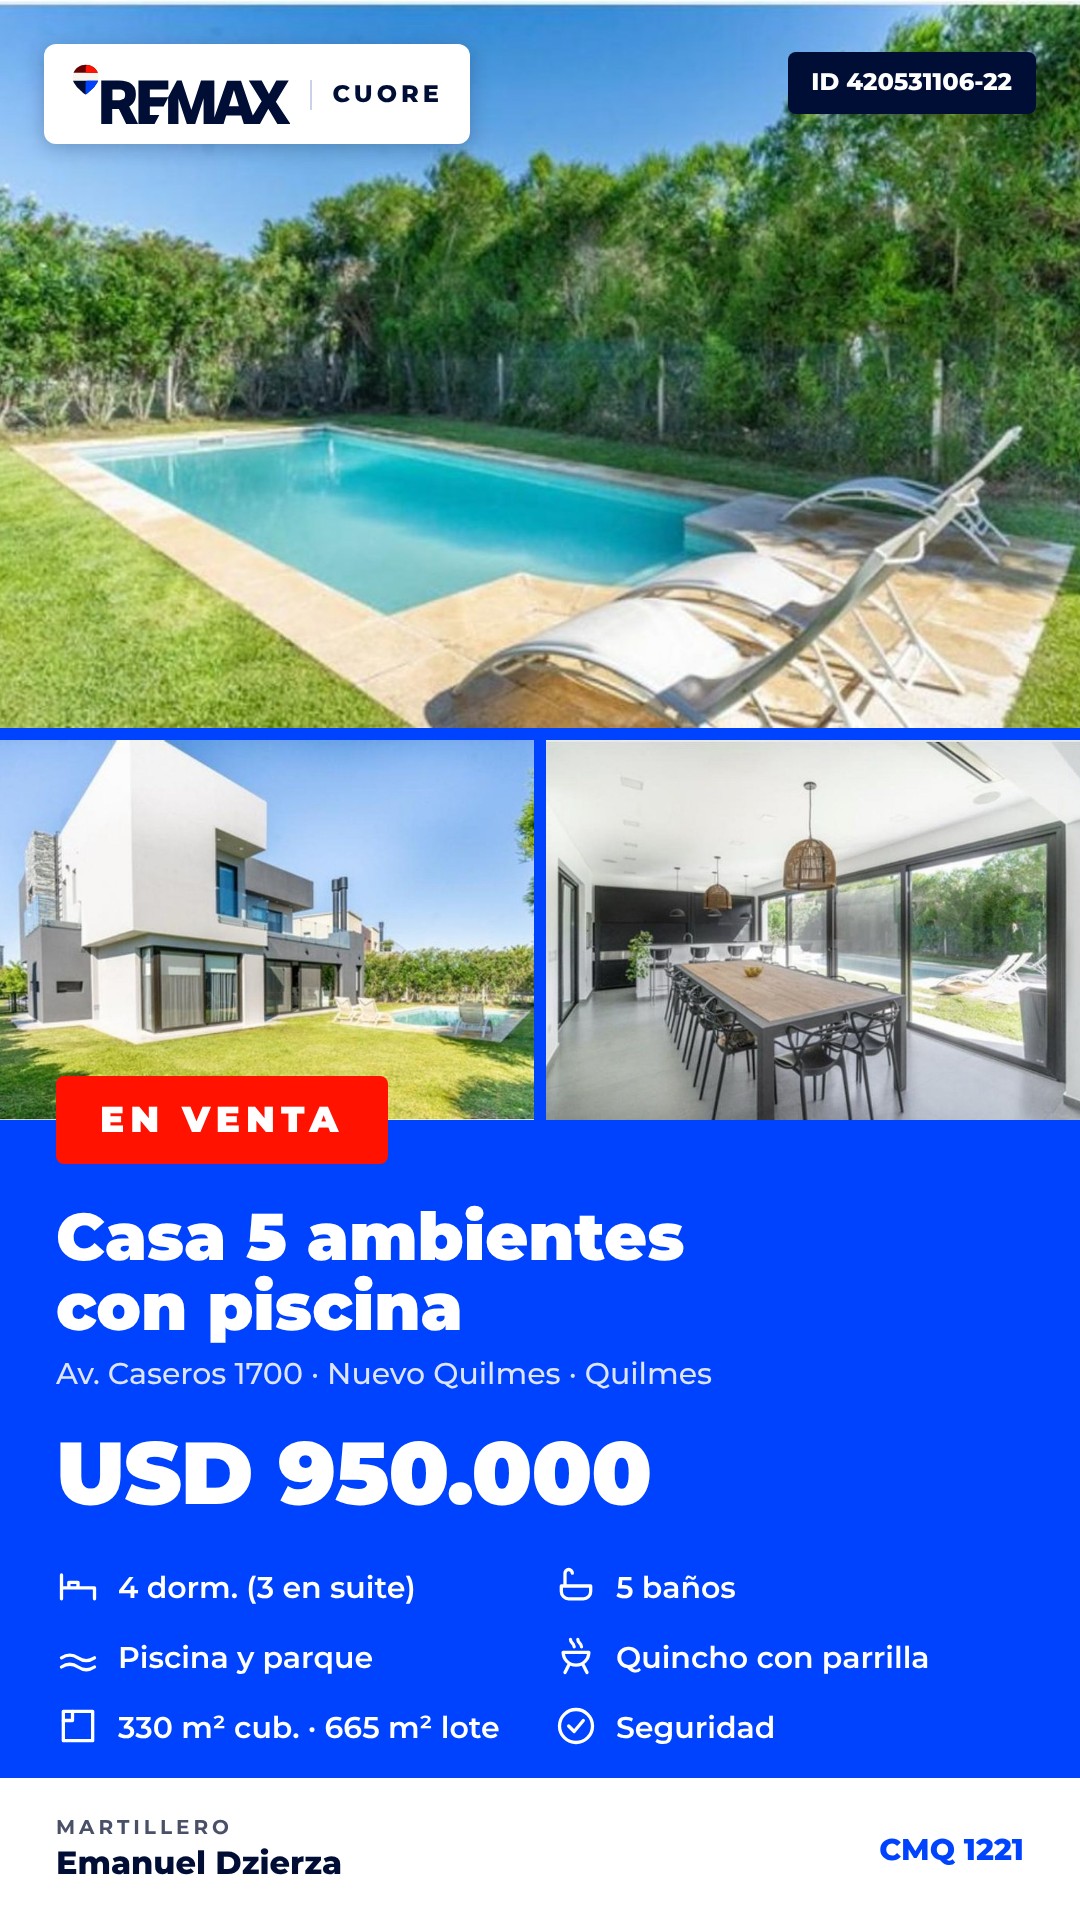 REMAX | CUORE
ID 420531106-22
EN VENTA
Casa 5 ambientes
con piscina
Av. Caseros 1700 · Nuevo Quilmes · Quilmes
USD 950.000
4 dorm. (3 en suite)
5 baños
Piscina y parque
Quincho con parrilla
330 m² cub. · 665 m² lote
Seguridad
MARTILLERO
Emanuel Dzierza
CMQ 1221